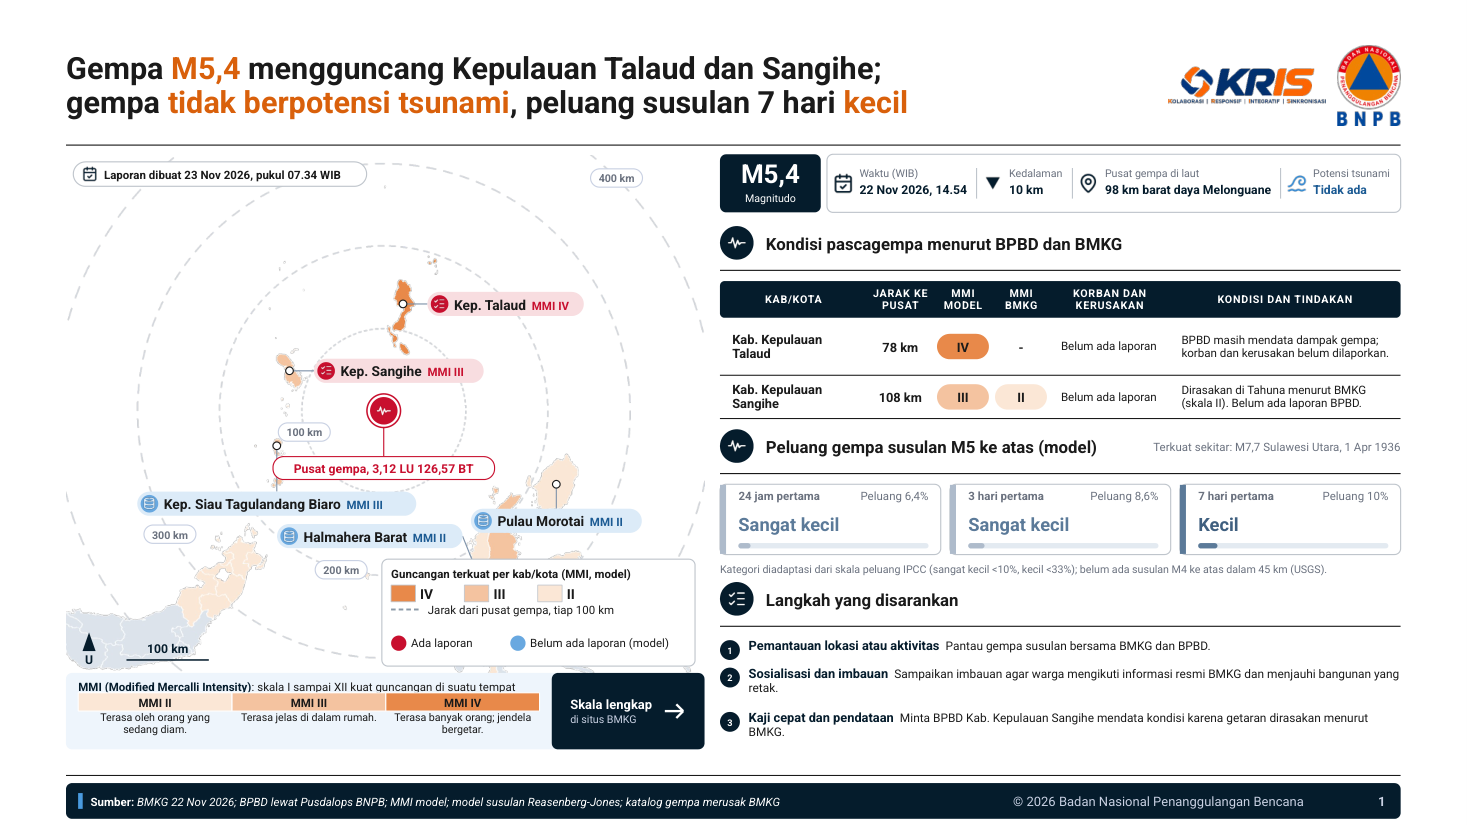 Gempa M5,4 mengguncang Kepulauan Talaud dan Sangihe;
gempa tidak berpotensi tsunami, peluang susulan 7 hari kecil
KRIS
KOLABORASI | RESPONSIF | INTEGRATIF | SINKRONISASI
BADAN NASIONAL
PENANGGULANGAN BENCANA
BNPB
Laporan dibuat 23 Nov 2026, pukul 07.34 WIB
400 km
Kep. Talaud MMI IV
Kep. Sangihe MMI III
100 km
Pusat gempa, 3,12 LU 126,57 BT
Kep. Siau Tagulandang Biaro MMI III
Pulau Morotai MMI II
300 km
Halmahera Barat MMI II
200 km
Guncangan terkuat per kab/kota (MMI, model)
IV III II
Jarak dari pusat gempa, tiap 100 km
Ada laporan
Belum ada laporan (model)
U
100 km
MMI (Modified Mercalli Intensity): skala I sampai XII kuat guncangan di suatu tempat
MMI II
MMI III
MMI IV
Terasa oleh orang yang
sedang diam.
Terasa jelas di dalam rumah.
Terasa banyak orang; jendela
bergetar.
Skala lengkap
di situs BMKG
M5,4
Magnitudo
Waktu (WIB)
22 Nov 2026, 14.54
Kedalaman
10 km
Pusat gempa di laut
98 km barat daya Melonguane
Potensi tsunami
Tidak ada
Kondisi pascagempa menurut BPBD dan BMKG
KAB/KOTA
JARAK KE
PUSAT
MMI
MODEL
MMI
BMKG
KORBAN DAN
KERUSAKAN
KONDISI DAN TINDAKAN
Kab. Kepulauan
Talaud
78 km
IV
-
Belum ada laporan
BPBD masih mendata dampak gempa;
korban dan kerusakan belum dilaporkan.
Kab. Kepulauan
Sangihe
108 km
III
II
Belum ada laporan
Dirasakan di Tahuna menurut BMKG
(skala II). Belum ada laporan BPBD.
Peluang gempa susulan M5 ke atas (model)
Terkuat sekitar: M7,7 Sulawesi Utara, 1 Apr 1936
24 jam pertama
Peluang 6,4%
Sangat kecil
3 hari pertama
Peluang 8,6%
Sangat kecil
7 hari pertama
Peluang 10%
Kecil
Kategori diadaptasi dari skala peluang IPCC (sangat kecil <10%, kecil <33%); belum ada susulan M4 ke atas dalam 45 km (USGS).
Langkah yang disarankan
1 Pemantauan lokasi atau aktivitas Pantau gempa susulan bersama BMKG dan BPBD.
2 Sosialisasi dan imbauan Sampaikan imbauan agar warga mengikuti informasi resmi BMKG dan menjauhi bangunan yang
retak.
3 Kaji cepat dan pendataan Minta BPBD Kab. Kepulauan Sangihe mendata kondisi karena getaran dirasakan menurut
BMKG.
Sumber: BMKG 22 Nov 2026; BPBD lewat Pusdalops BNPB; MMI model; model susulan Reasenberg-Jones; katalog gempa merusak BMKG
© 2026 Badan Nasional Penanggulangan Bencana
1